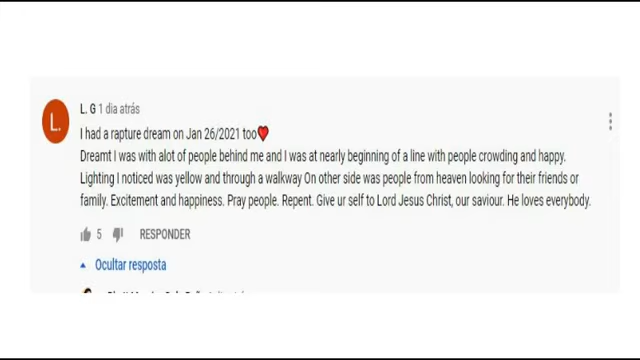 L.
L. G 1 dia atrás
I had a rapture dream on Jan 26/2021 too❤
Dreamt I was with alot of people behind me and I was at nearly beginning of a line with people crowding and happy.
Lighting I noticed was yellow and through a walkway On other side was people from heaven looking for their friends or
family. Excitement and happiness. Pray people. Repent. Give ur self to Lord Jesus Christ, our saviour. He loves everybody.
5 RESPONDER
Ocultar resposta